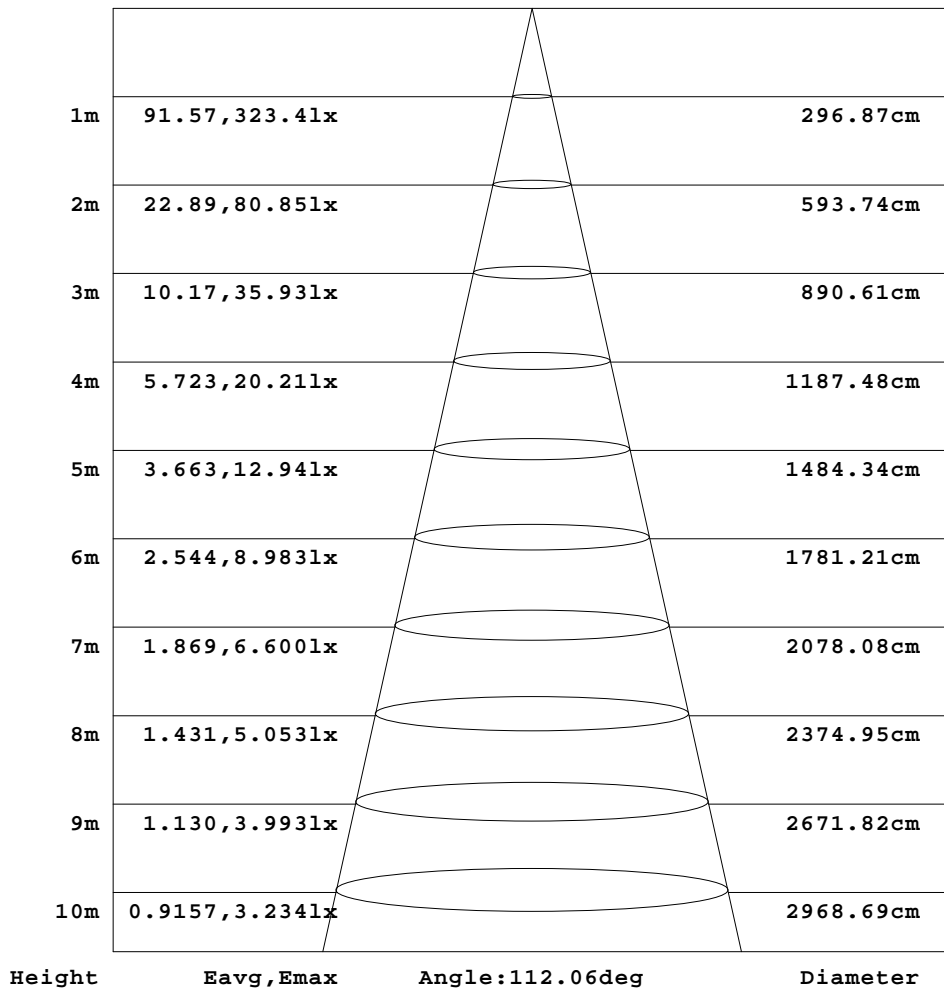 1m 91.57,323.4lx 296.87cm
2m 22.89,80.85lx 593.74cm
3m 10.17,35.93lx 890.61cm
4m 5.723,20.21lx 1187.48cm
5m 3.663,12.94lx 1484.34cm
6m 2.544,8.983lx 1781.21cm
7m 1.869,6.600lx 2078.08cm
8m 1.431,5.053lx 2374.95cm
9m 1.130,3.993lx 2671.82cm
10m 0.9157,3.234lx 2968.69cm
Height Eavg,Emax Angle:112.06deg Diameter